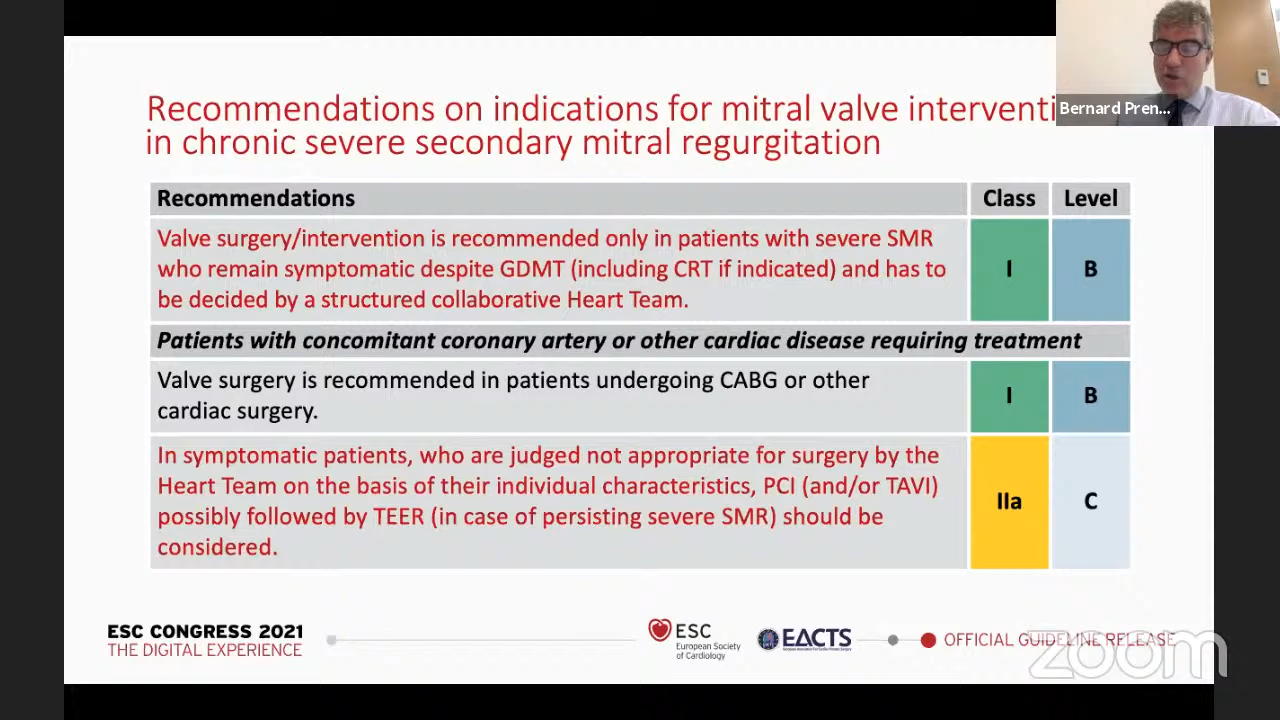 Recommendations on indications for mitral valve interventi
in chronic severe secondary mitral regurgitation
Bernard Pren...
Recommendations Class Level
Valve surgery/intervention is recommended only in patients with severe SMR
who remain symptomatic despite GDMT (including CRT if indicated) and has to
be decided by a structured collaborative Heart Team.
I B
Patients with concomitant coronary artery or other cardiac disease requiring treatment
Valve surgery is recommended in patients undergoing CABG or other
cardiac surgery.
I B
In symptomatic patients, who are judged not appropriate for surgery by the
Heart Team on the basis of their individual characteristics, PCI (and/or TAVI)
possibly followed by TEER (in case of persisting severe SMR) should be
considered.
IIa C
ESC CONGRESS 2021
THE DIGITAL EXPERIENCE
ESC
European Society
of Cardiology
EACTS
OFFICIAL GUIDELINE RELEASE
zoom